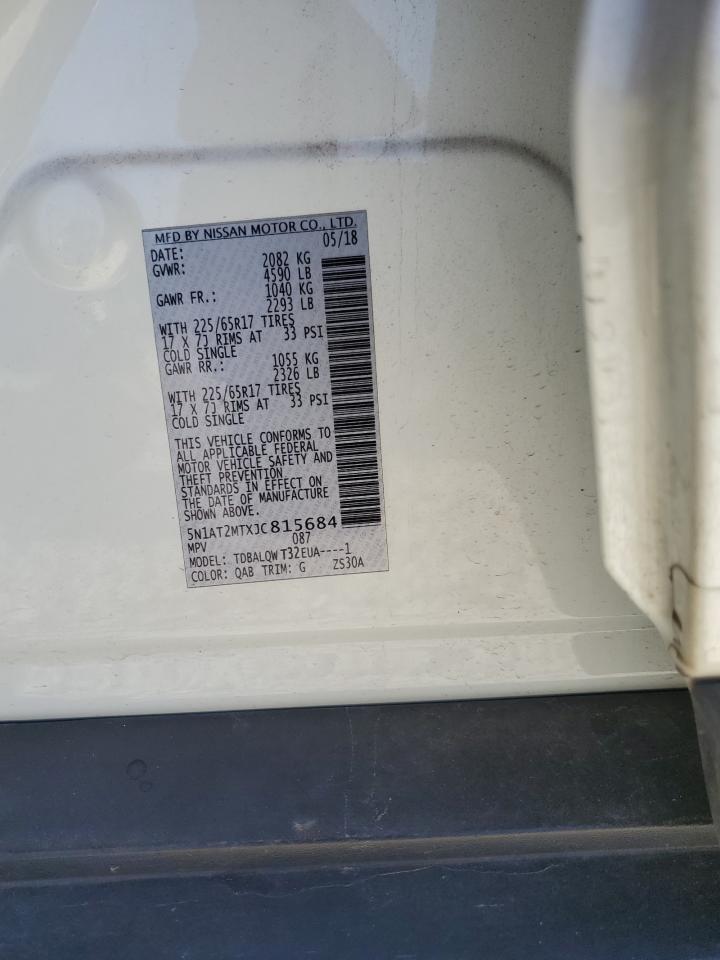 MFD BY NISSAN MOTOR CO., LTD.
DATE: 05/18
GVWR: 2082 KG
4590 LB
GAWR FR.: 1040 KG
2293 LB
WITH 225/65R17 TIRES
17 X 7J RIMS AT 33 PSI
COLD SINGLE
GAWR RR.: 1055 KG
2326 LB
WITH 225/65R17 TIRES
17 X 7J RIMS AT 33 PSI
COLD SINGLE
THIS VEHICLE CONFORMS TO
ALL APPLICABLE FEDERAL
MOTOR VEHICLE SAFETY AND
THEFT PREVENTION
STANDARDS IN EFFECT ON
THE DATE OF MANUFACTURE
SHOWN ABOVE.
5N1AT2MTXJC815684
MPV 087
MODEL: TDBALQWT32EUA----1
COLOR: QAB TRIM: G ZS30A